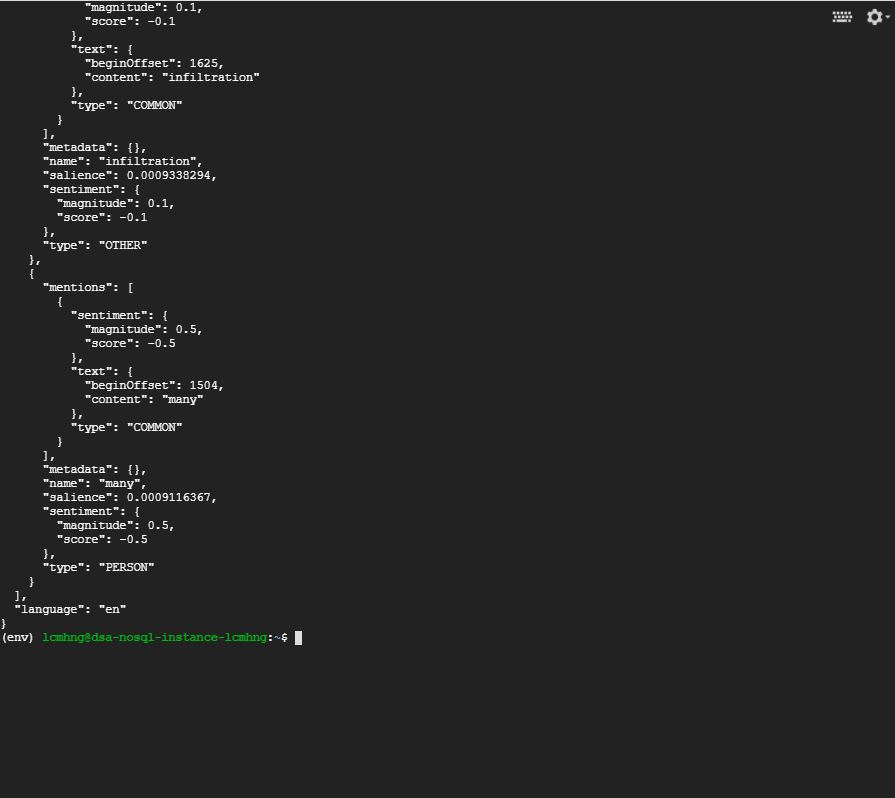 "magnitude": 0.1,
            "score": -0.1
          },
          "text": {
            "beginOffset": 1625,
            "content": "infiltration"
          },
          "type": "COMMON"
        }
      ],
      "metadata": {},
      "name": "infiltration",
      "salience": 0.0009338294,
      "sentiment": {
        "magnitude": 0.1,
        "score": -0.1
      },
      "type": "OTHER"
    },
    {
      "mentions": [
        {
          "sentiment": {
            "magnitude": 0.5,
            "score": -0.5
          },
          "text": {
            "beginOffset": 1504,
            "content": "many"
          },
          "type": "COMMON"
        }
      ],
      "metadata": {},
      "name": "many",
      "salience": 0.0009116367,
      "sentiment": {
        "magnitude": 0.5,
        "score": -0.5
      },
      "type": "PERSON"
    }
  ],
  "language": "en"
}
(env) lcmhng@dsa-nosql-instance-lcmhng:~$